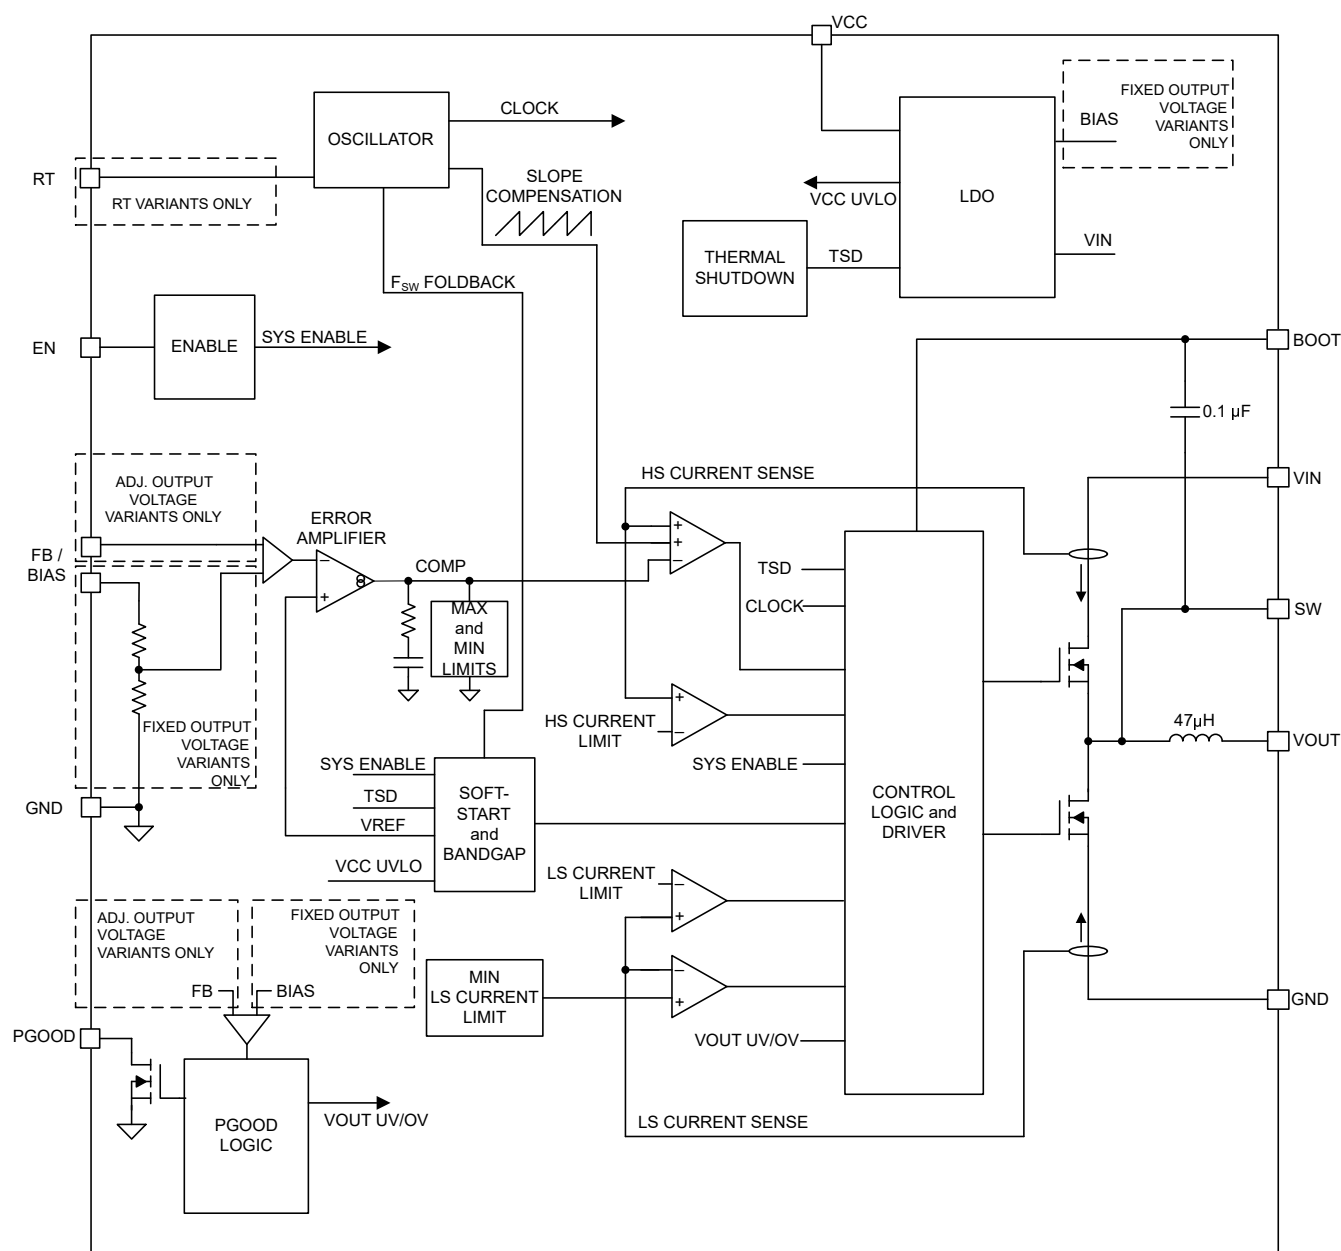 VCC
FIXED OUTPUT
VOLTAGE
VARIANTS
ONLY
BIAS
CLOCK
OSCILLATOR
RT
RT VARIANTS ONLY
SLOPE
COMPENSATION
VCC UVLO
LDO
THERMAL
SHUTDOWN
TSD
VIN
FSW FOLDBACK
EN
ENABLE
SYS ENABLE
BOOT
0.1 µF
ADJ. OUTPUT
VOLTAGE
VARIANTS ONLY
HS CURRENT SENSE
VIN
ERROR
AMPLIFIER
FB /
BIAS
−
+
COMP
+
+
−
TSD
CLOCK
MAX
and
MIN
LIMITS
SW
FIXED OUTPUT
VOLTAGE
VARIANTS
ONLY
+
−
HS CURRENT
LIMIT
47µH
VOUT
SYS ENABLE
SYS ENABLE
TSD
VREF
VCC UVLO
SOFT-
START
and
BANDGAP
CONTROL
LOGIC and
DRIVER
GND
LS CURRENT
LIMIT
−
+
ADJ. OUTPUT
VOLTAGE
VARIANTS ONLY
FIXED OUTPUT
VOLTAGE
VARIANTS
ONLY
FB
BIAS
MIN
LS CURRENT
LIMIT
−
+
GND
PGOOD
VOUT UV/OV
PGOOD
LOGIC
VOUT UV/OV
LS CURRENT SENSE